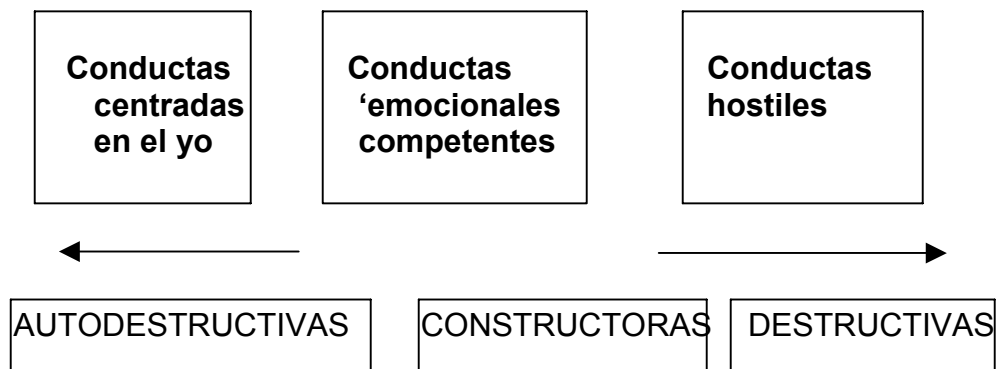 Conductas
centradas
en el yo
Conductas
‘emocionales
competentes
Conductas
hostiles
AUTODESTRUCTIVAS
CONSTRUCTORAS
DESTRUCTIVAS